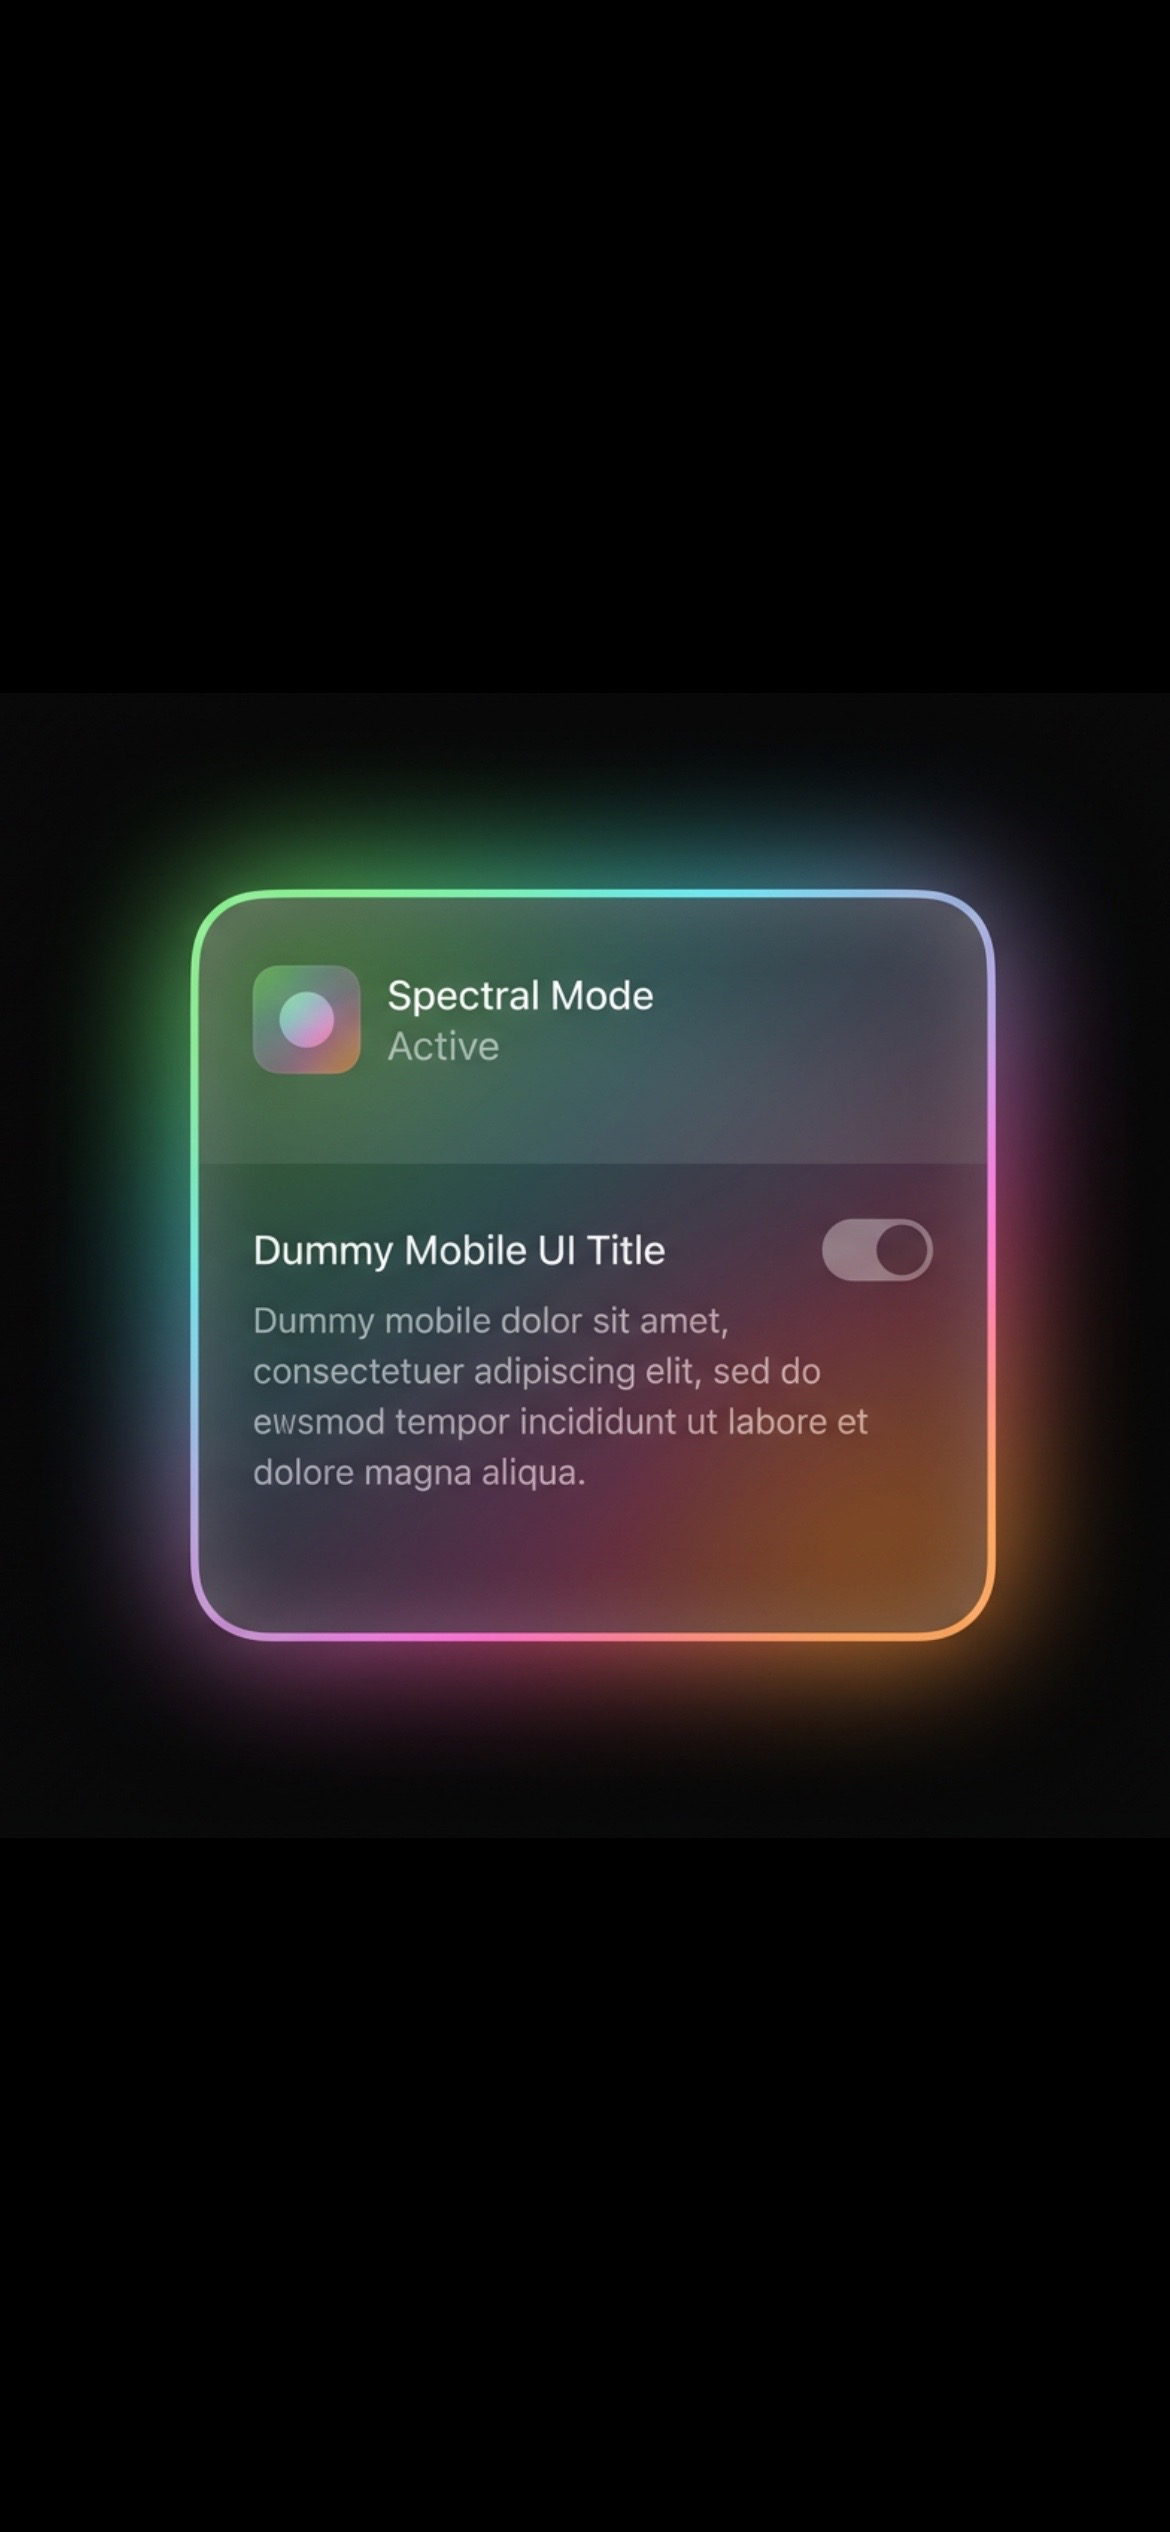 Spectral Mode
Active
Dummy Mobile UI Title
Dummy mobile dolor sit amet,
consectetuer adipiscing elit, sed do
ewsmod tempor incididunt ut labore et
dolore magna aliqua.